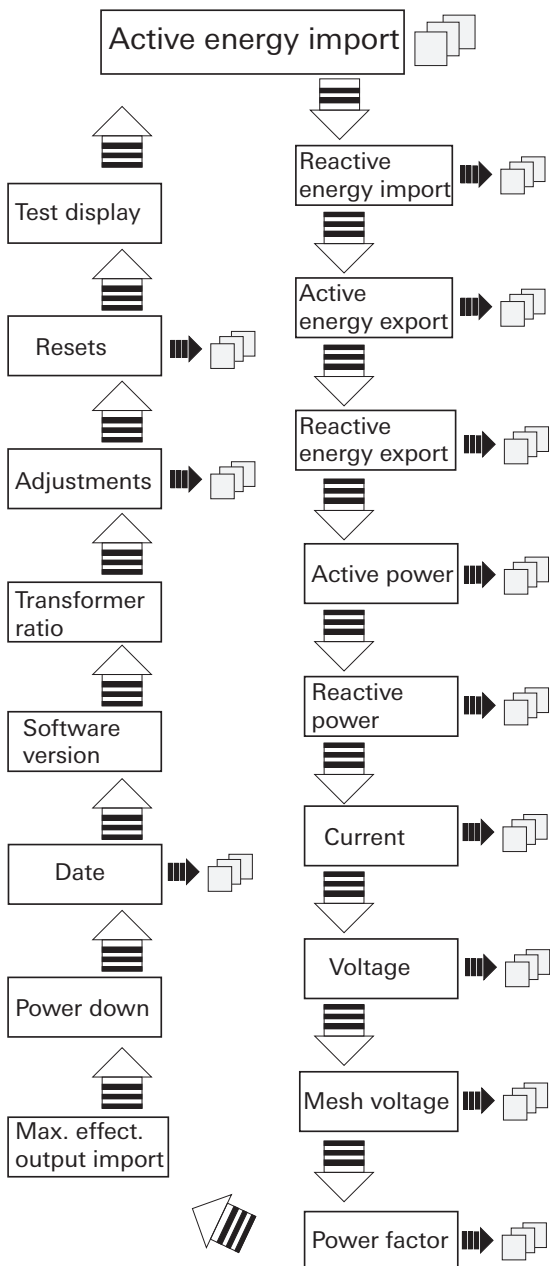 Active energy import
Reactive
energy import
Active
energy export
Reactive
energy export
Active power
Reactive
power
Current
Voltage
Mesh voltage
Power factor
Max. effect.
output import
Power down
Date
Software
version
Transformer
ratio
Adjustments
Resets
Test display